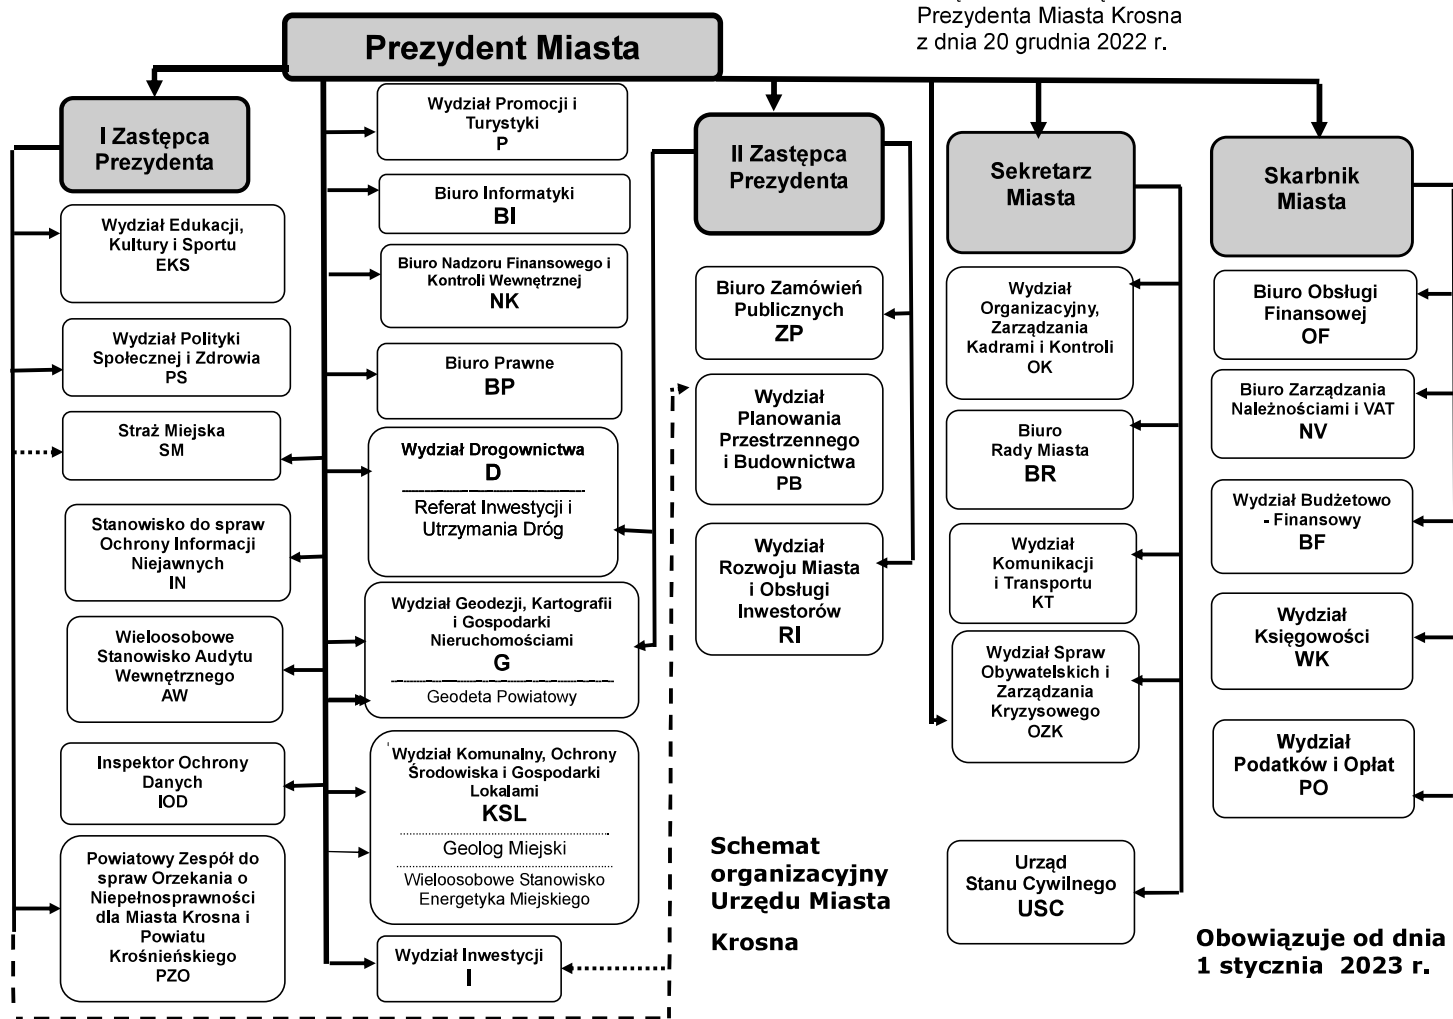 Prezydenta Miasta Krosna
z dnia 20 grudnia 2022 r.
Prezydent Miasta
I Zastępca
Prezydenta
Wydział Edukacji,
Kultury i Sportu
EKS
Wydział Polityki
Społecznej i Zdrowia
PS
Straż Miejska
SM
Stanowisko do spraw
Ochrony Informacji
Niejawnych
IN
Wieloosobowe
Stanowisko Audytu
Wewnętrznego
AW
Inspektor Ochrony
Danych
IOD
Powiatowy Zespół do
spraw Orzekania o
Niepełnosprawności
dla Miasta Krosna i
Powiatu
Krośnieńskiego
PZO
Wydział Promocji i
Turystyki
P
Biuro Informatyki
BI
Biuro Nadzoru Finansowego i
Kontroli Wewnętrznej
NK
Biuro Prawne
BP
Wydział Drogownictwa
D
Referat Inwestycji i
Utrzymania Dróg
Wydział Geodezji, Kartografii
i Gospodarki
Nieruchomościami
G
Geodeta Powiatowy
Wydział Komunalny, Ochrony
Środowiska i Gospodarki
Lokalami
KSL
Geolog Miejski
Wieloosobowe Stanowisko
Energetyka Miejskiego
Wydział Inwestycji
I
II Zastępca
Prezydenta
Biuro Zamówień
Publicznych
ZP
Wydział
Planowania
Przestrzennego
i Budownictwa
PB
Wydział
Rozwoju Miasta
i Obsługi
Inwestorów
RI
Sekretarz
Miasta
Wydział
Organizacyjny,
Zarządzania
Kadrami i Kontroli
OK
Biuro
Rady Miasta
BR
Wydział
Komunikacji
i Transportu
KT
Wydział Spraw
Obywatelskich i
Zarządzania
Kryzysowego
OZK
Urząd
Stanu Cywilnego
USC
Skarbnik
Miasta
Biuro Obsługi
Finansowej
OF
Biuro Zarządzania
Należnościami i VAT
NV
Wydział Budżetowo
- Finansowy
BF
Wydział
Księgowości
WK
Wydział
Podatków i Opłat
PO
Schemat
organizacyjny
Urzędu Miasta
Krosna
Obowiązuje od dnia
1 stycznia 2023 r.